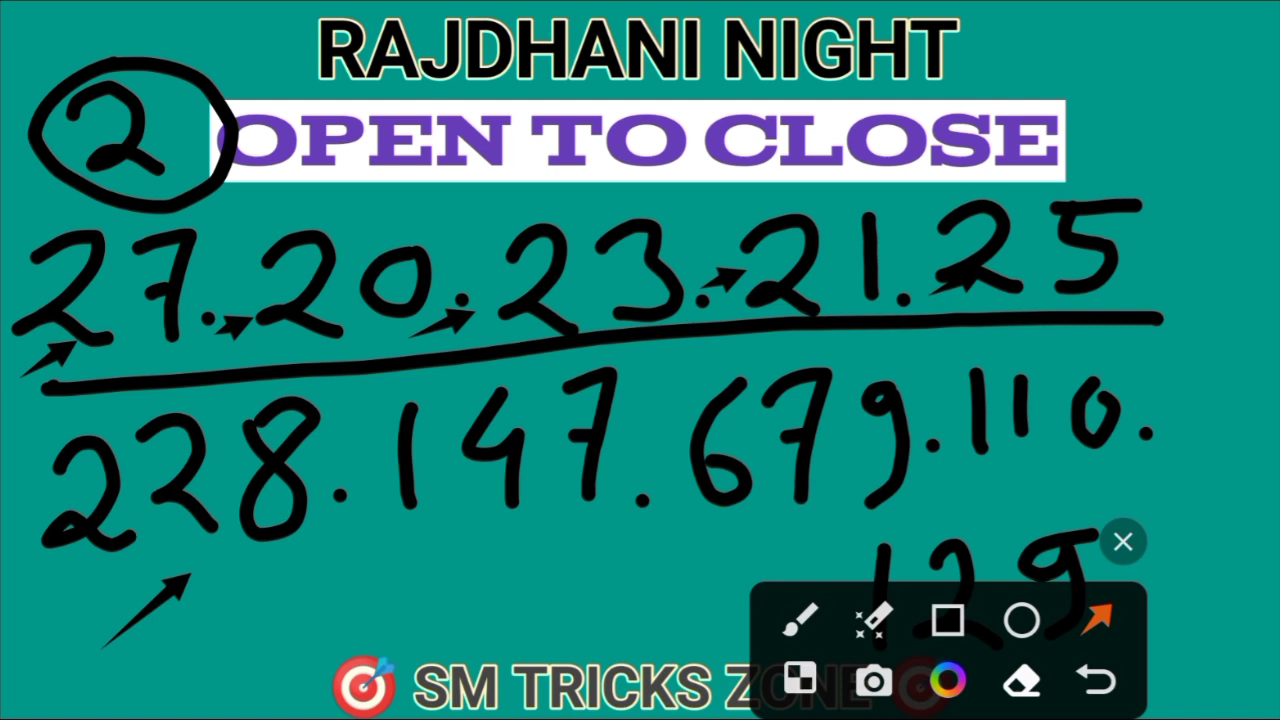 RAJDHANI NIGHT
2 OPEN TO CLOSE
27. 20. 23. 21. 25
228. 147. 679. 110.
129
SM TRICKS ZONE